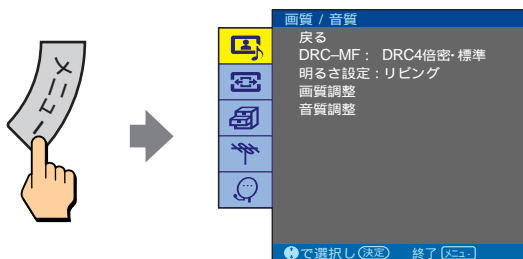 メニュー
画質 / 音質
戻る
DRC–MF： DRC4倍密・標準
明るさ設定：リビング
画質調整
音質調整
で選択し 決定 終了 メニュー